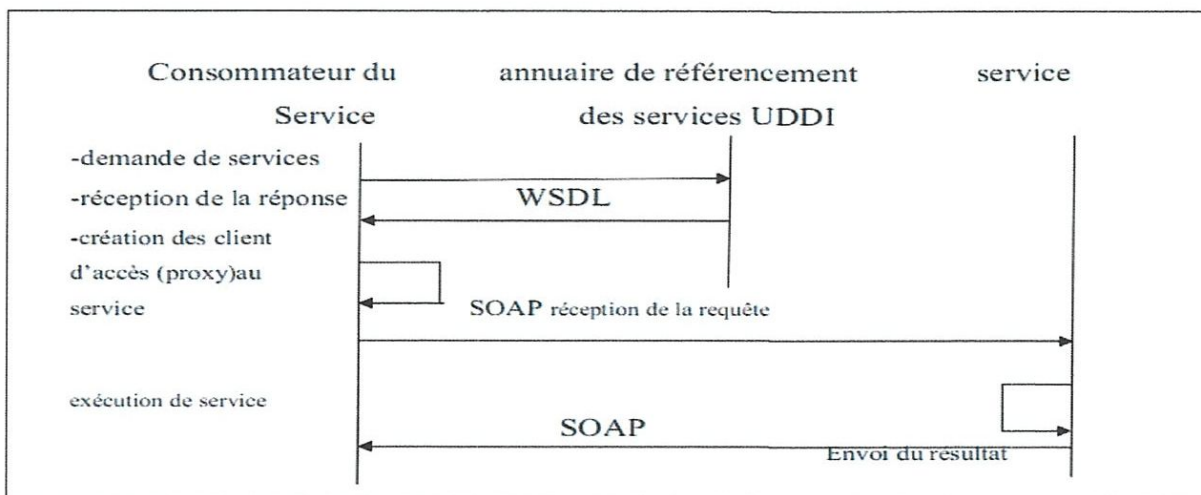 Consommateur du annuaire de référencement service
Service des services UDDI
-demande de services
-réception de la réponse WSDL
-création des client
d'accès (proxy)au
service SOAP réception de la requête
exécution de service
SOAP
Envoi du résultat